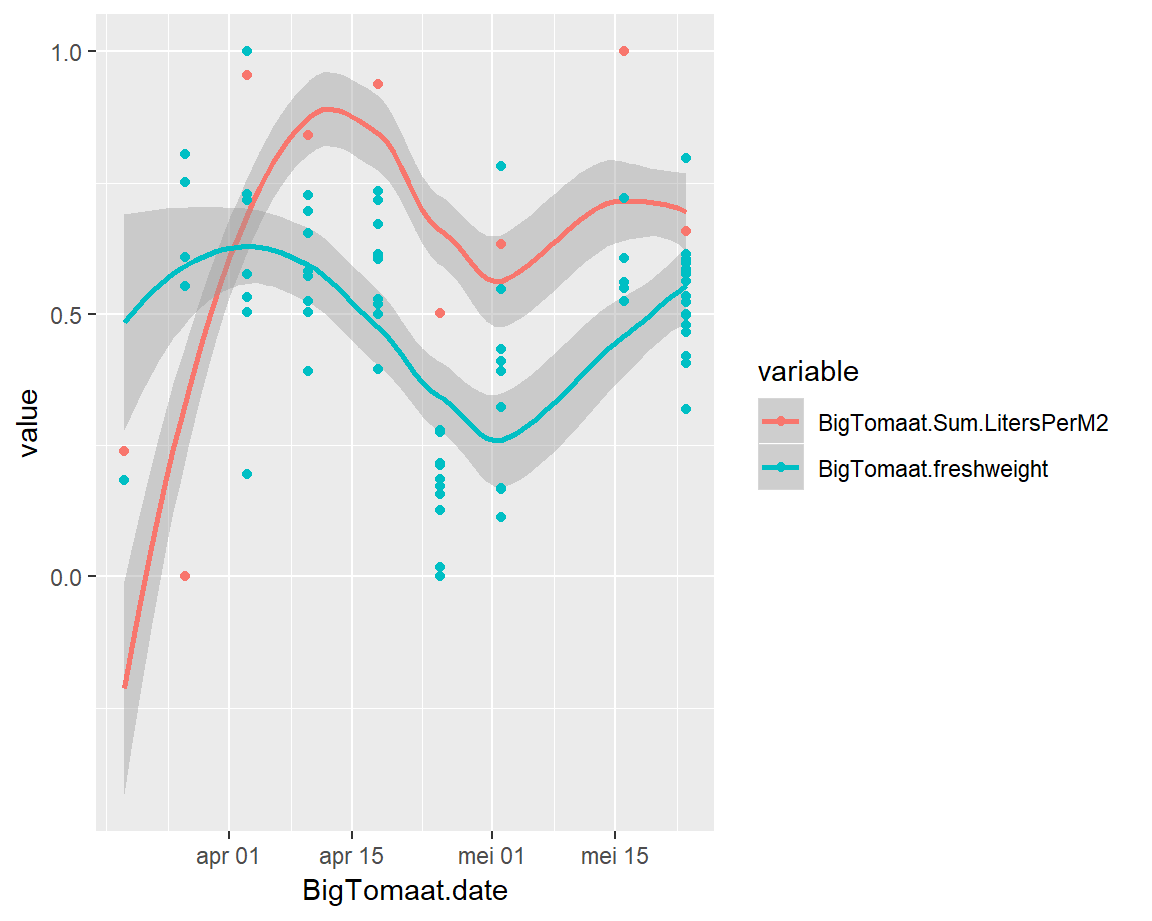 1.0
0.5
0.0
value
apr 01
apr 15
mei 01
mei 15
BigTomaat.date
variable
BigTomaat.Sum.LitersPerM2
BigTomaat.freshweight